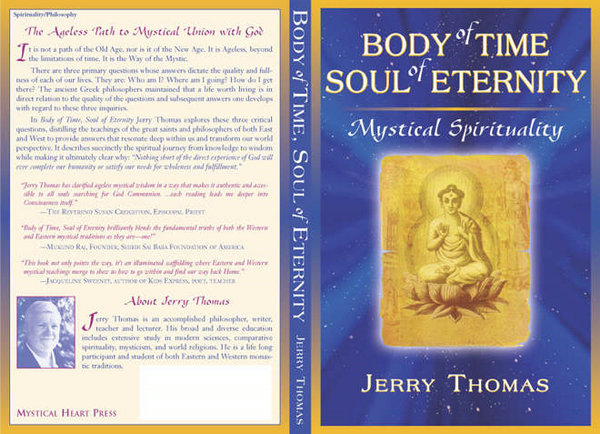 Spirituality/Philosophy
The Ageless Path to Mystical Union with God
It is not a path of the Old Age, nor is it of the New Age. It is Ageless, beyond
the limitations of time. It is the Way of the Mystic.
There are three primary questions whose answers dictate the quality and full-
ness of each of our lives. They are: Who am I? Where am I going? How do I get
there? The ancient Greek philosophers maintained that a life worth living is in
direct relation to the quality of the questions and subsequent answers one develops
with regard to these three inquiries.
In Body of Time, Soul of Eternity Jerry Thomas explores these three critical
questions, distilling the teachings of the great saints and philosophers of both East
and West to provide answers that resonate deep within us and transform our world
perspective. It describes succinctly the spiritual journey from knowledge to wisdom
while making it ultimately clear why: "Nothing short of the direct experience of God will
ever complete our humanity or satisfy our needs for wholeness and fulfillment."
"Jerry Thomas has clarified ageless mystical wisdom in a way that makes it authentic and acces-
sible to all souls searching for God Communion. ...each reading leads me deeper into
Consciousness itself."
—The Reverend Susan Creighton, Episcopal Priest
"Body of Time, Soul of Eternity brilliantly blends the fundamental truths of both the Western
and Eastern mystical traditions as they are—one!"
—Mukund Raj, Founder, Shirdi Sai Baba Foundation of America
"This book not only points the way, it's an illuminated scaffolding where Eastern and Western
mystical teachings merge to show us how to go within and find our way back Home."
—Jacqueline Sweeney, author of Kids Express, poet, teacher
About Jerry Thomas
Jerry Thomas is an accomplished philosopher, writer,
teacher and lecturer. His broad and diverse education
includes extensive study in modern sciences, comparative
spirituality, mysticism, and world religions. He is a life long
participant and student of both Eastern and Western monas-
tic traditions.
Mystical Heart Press
Body of Time, Soul of Eternity Jerry Thomas
BODY of TIME
SOUL of ETERNITY
Mystical Spirituality
Jerry Thomas